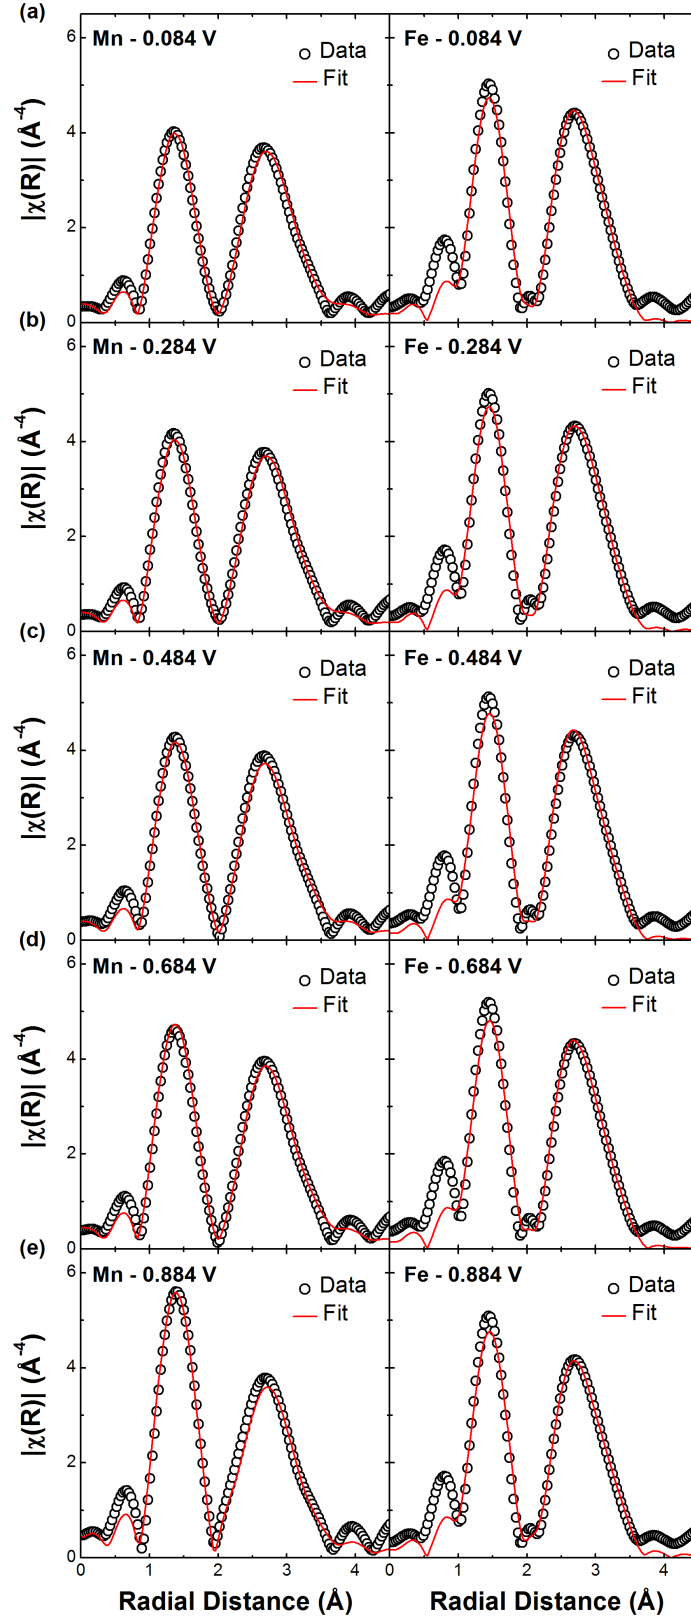 (a)
Mn - 0.084 V
Data
Fit
Fe - 0.084 V
Data
Fit
|χ(R)| (Å-4)
6
4
2
0
(b)
Mn - 0.284 V
Data
Fit
Fe - 0.284 V
Data
Fit
|χ(R)| (Å-4)
6
4
2
0
(c)
Mn - 0.484 V
Data
Fit
Fe - 0.484 V
Data
Fit
|χ(R)| (Å-4)
6
4
2
0
(d)
Mn - 0.684 V
Data
Fit
Fe - 0.684 V
Data
Fit
|χ(R)| (Å-4)
6
4
2
0
(e)
Mn - 0.884 V
Data
Fit
Fe - 0.884 V
Data
Fit
|χ(R)| (Å-4)
6
4
2
0
0 1 2 3 4 0 1 2 3 4
Radial Distance (Å) Radial Distance (Å)